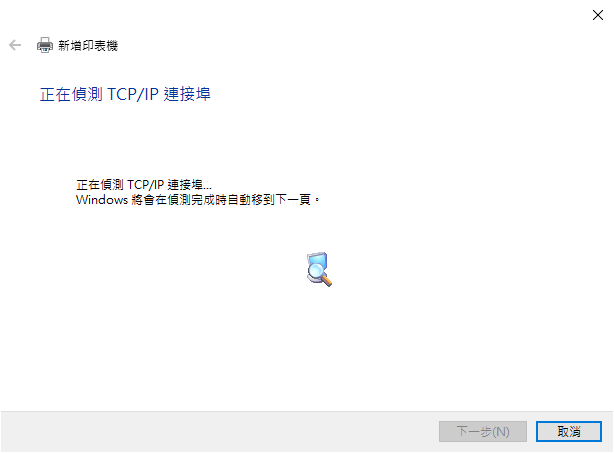 新增印表機
正在偵測 TCP/IP 連接埠
正在偵測 TCP/IP 連接埠...
Windows 將會在偵測完成時自動移到下一頁。
下一步(N)
取消